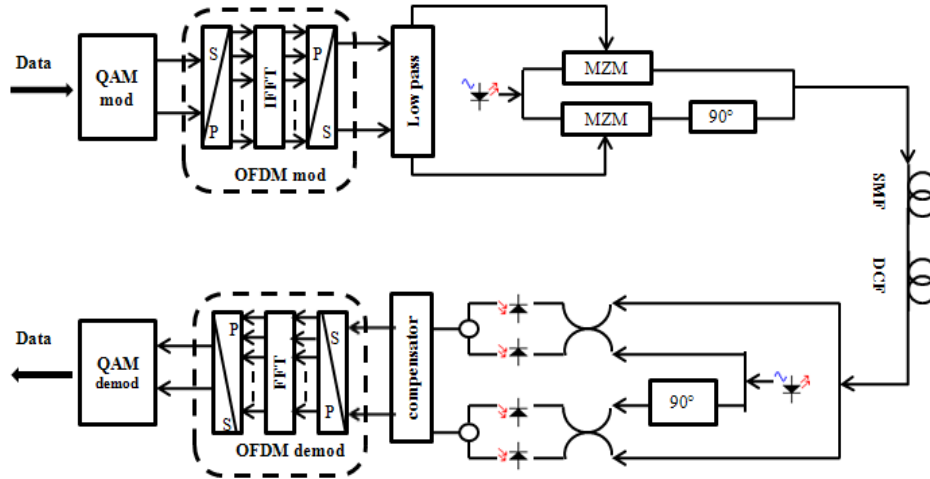 Data
QAM
mod
S
P
IFFT
P
S
OFDM mod
Low pass
MZM
MZM
90°
SMF
DCF
Data
QAM
demod
P
S
FFT
S
P
OFDM demod
compensator
90°